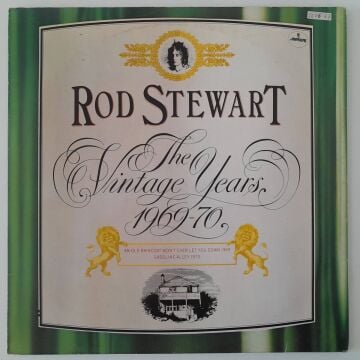 ROD STEWART
The
Vintage Years
1969-70
AN OLD RAINCOAT WON'T EVER LET YOU DOWN 1969
GASOLINE ALLEY 1970